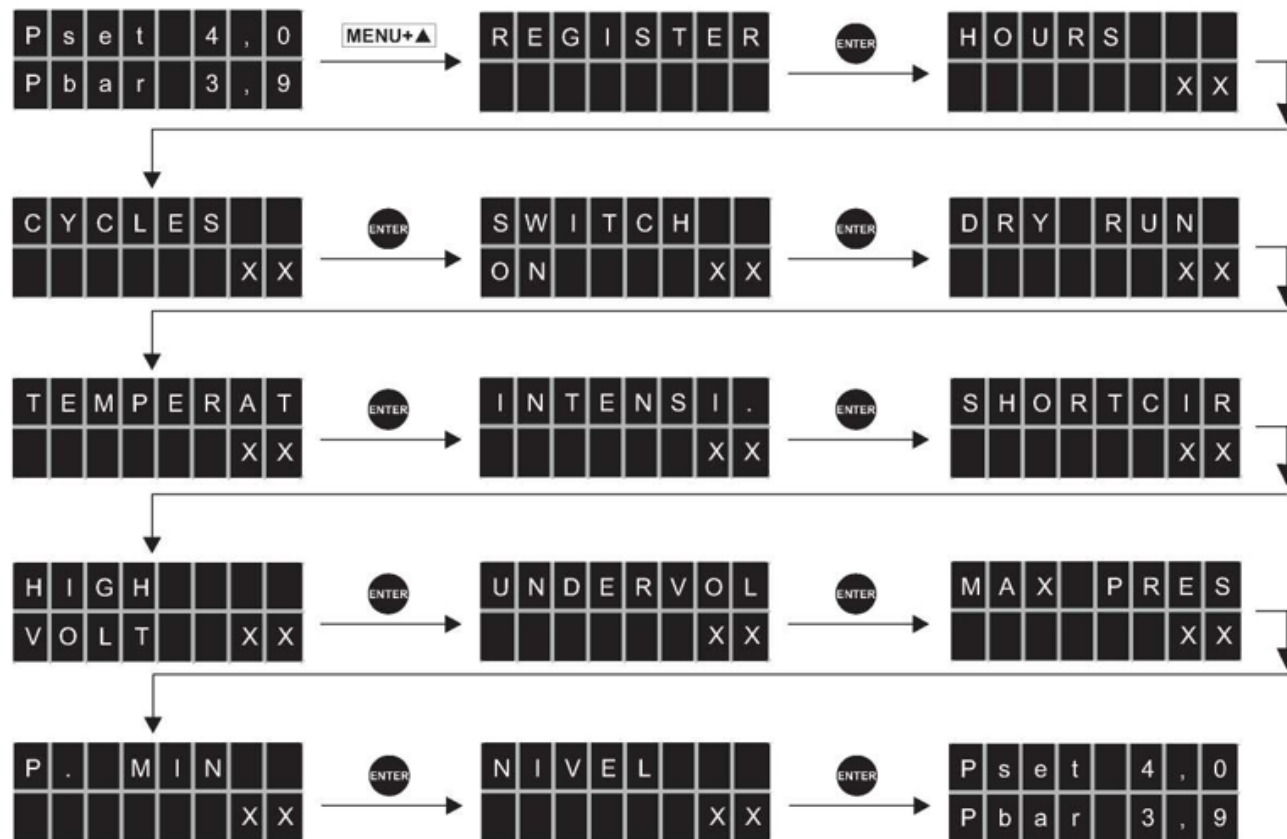 Pset 4,0
Pbar 3,9
MENU+▲
REGISTER
ENTER
HOURS
XX
CYCLES
XX
ENTER
SWITCH
ON XX
ENTER
DRY RUN
XX
TEMPERAT
XX
ENTER
INTENSI.
XX
ENTER
SHORTCIR
XX
HIGH
VOLT XX
ENTER
UNDERVOL
XX
ENTER
MAX PRES
XX
P. MIN
XX
ENTER
NIVEL
XX
ENTER
Pset 4,0
Pbar 3,9